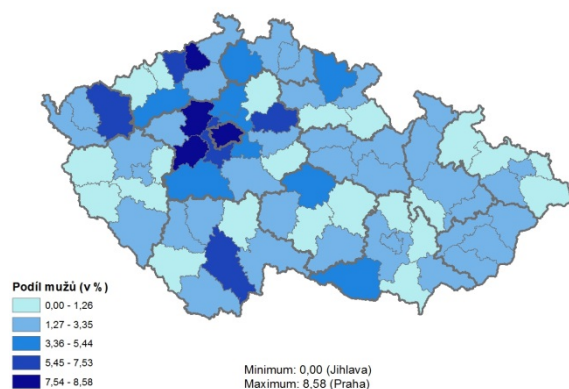 Podíl mužů (v %)
0,00 - 1,26
1,27 - 3,35
3,36 - 5,44
5,45 - 7,53
7,54 - 8,58
Minimum: 0,00 (Jihlava)
Maximum: 8,58 (Praha)